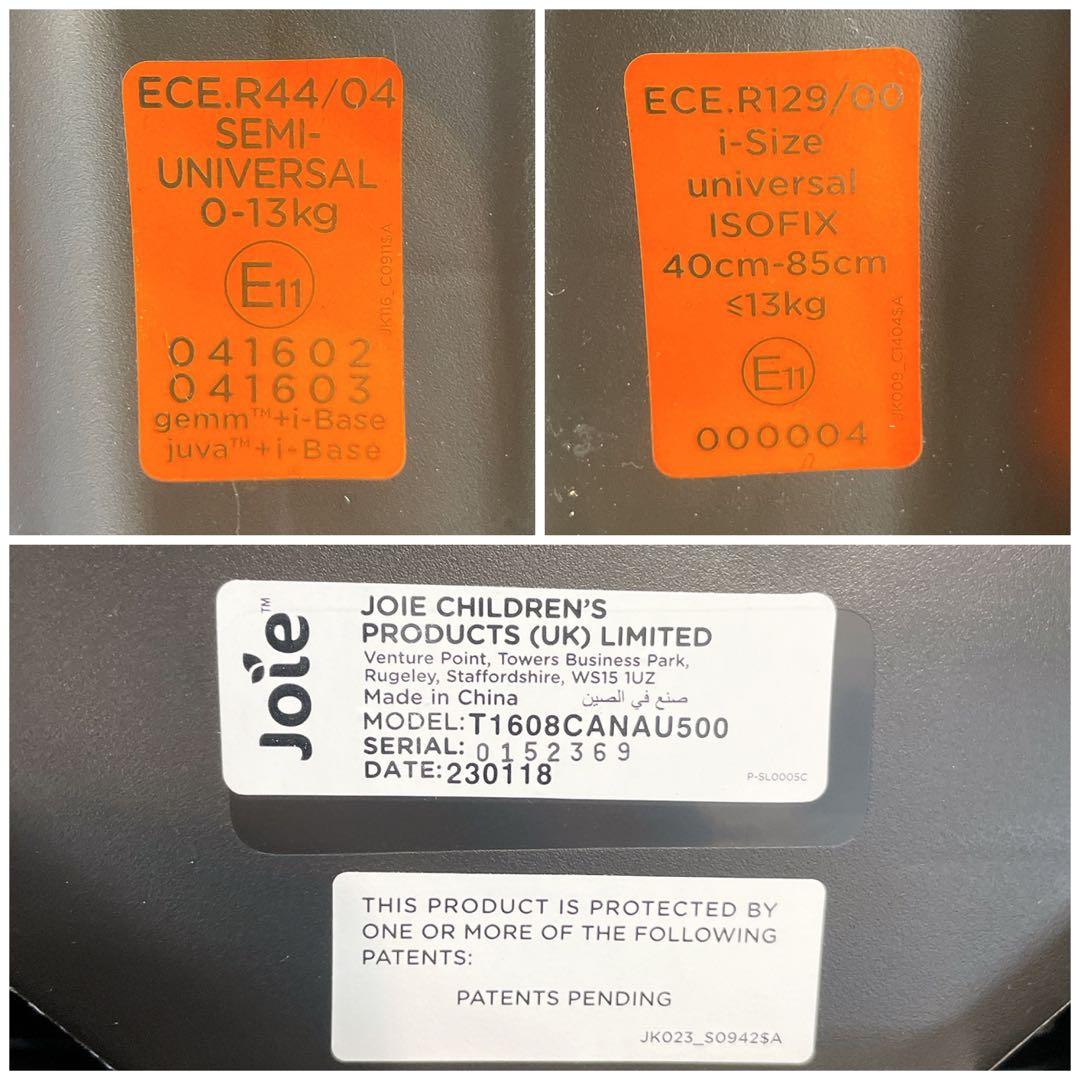 ECE.R44/04
SEMI-
UNIVERSAL
0-13kg
E11
041602
041603
gemm™+i-Base
juva™+i-Base
JK116_C0911$A
ECE.R129/00
i-Size
universal
ISOFIX
40cm-85cm
≤13kg
E11
000004
JK009_C1404$A
Joie™
JOIE CHILDREN'S
PRODUCTS (UK) LIMITED
Venture Point, Towers Business Park,
Rugeley, Staffordshire, WS15 1UZ
Made in China صنع في الصين
MODEL:T1608CANAU500
SERIAL: 0152369
DATE:230118
P-SL0005C
THIS PRODUCT IS PROTECTED BY
ONE OR MORE OF THE FOLLOWING
PATENTS:
PATENTS PENDING
JK023_S0942$A